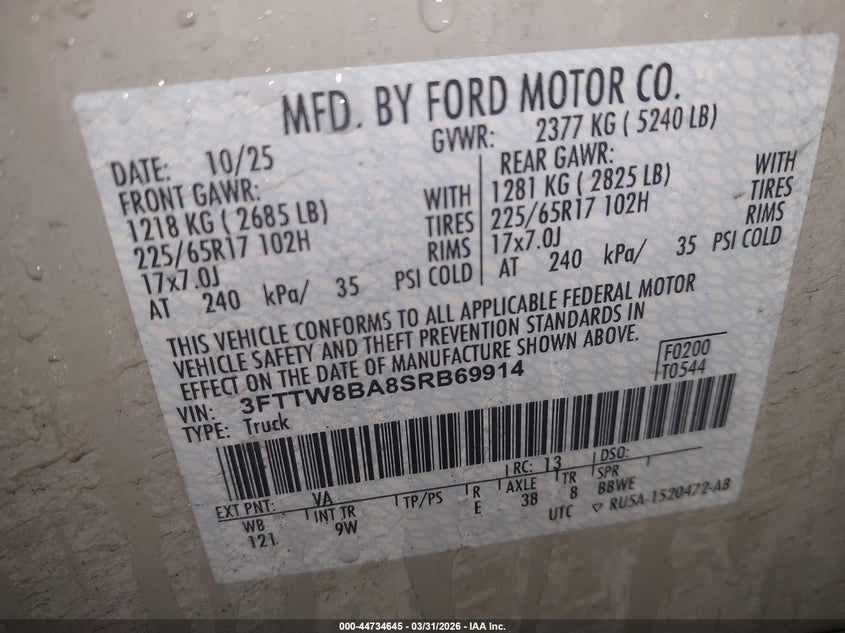 MFD. BY FORD MOTOR CO.
DATE: 10/25 GVWR: 2377 KG ( 5240 LB)
FRONT GAWR: REAR GAWR:
1218 KG ( 2685 LB) WITH 1281 KG ( 2825 LB) WITH
225/65R17 102H TIRES 225/65R17 102H TIRES
17x7.0J RIMS 17x7.0J RIMS
AT 240 kPa/ 35 PSI COLD AT 240 kPa/ 35 PSI COLD
THIS VEHICLE CONFORMS TO ALL APPLICABLE FEDERAL MOTOR
VEHICLE SAFETY AND THEFT PREVENTION STANDARDS IN
EFFECT ON THE DATE OF MANUFACTURE SHOWN ABOVE.
VIN: 3FTTW8BA8SRB69914 F0200
TYPE: Truck T0544
EXT PNT: YA RC: 13 DSO:
WB INT TR TP/PS R AXLE TR SPR
121 9W E 38 8 BBWE
UTC ▽ RU5A-1520472-AB
000-44734645 - 03/31/2026 - IAA Inc.